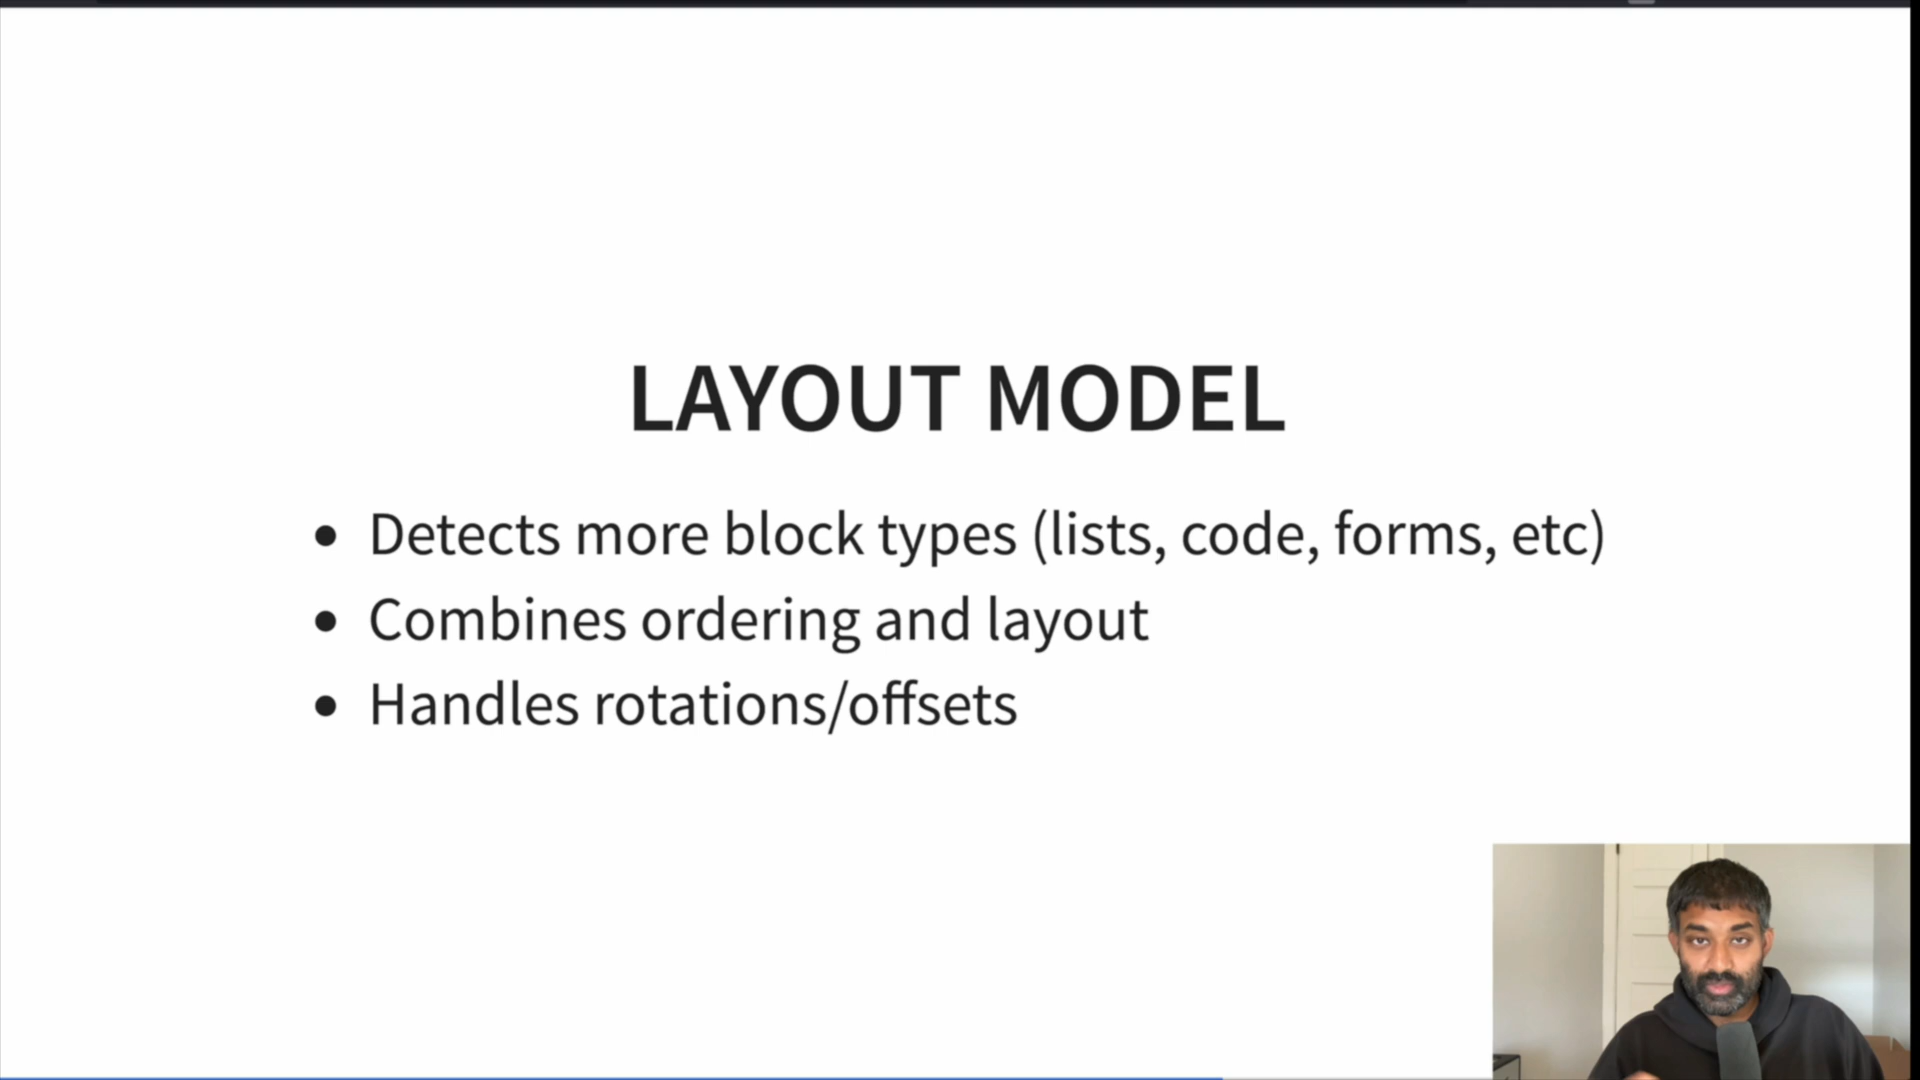 LAYOUT MODEL
• Detects more block types (lists, code, forms, etc)
• Combines ordering and layout
• Handles rotations/offsets